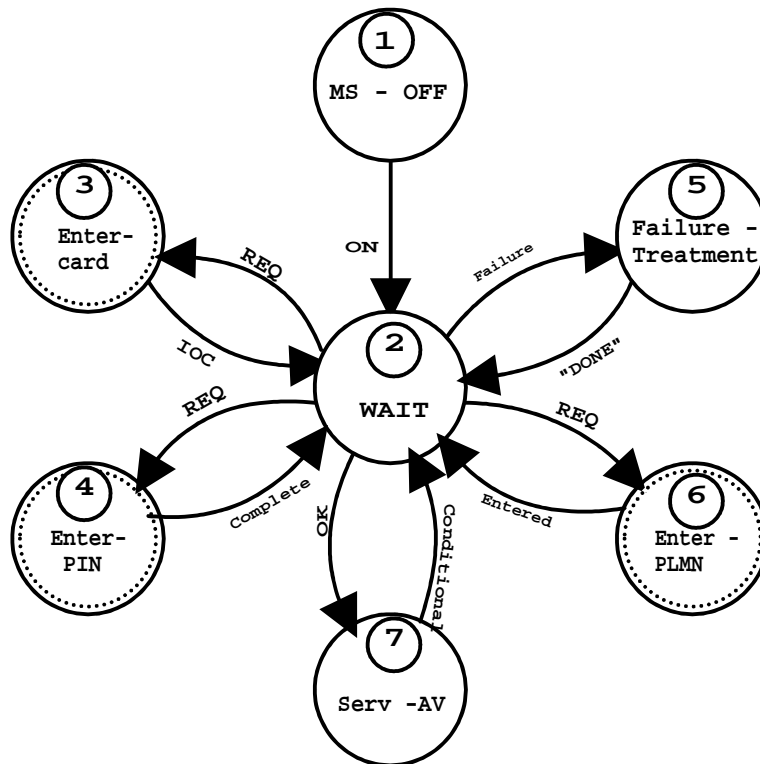 1
MS - OFF
3
Enter-
card
5
Failure -
Treatment
ON
REQ
Failure
IOC
2
WAIT
"DONE"
REQ
REQ
4
Enter-
PIN
Complete
OK
Conditional
Entered
6
Enter -
PLMN
7
Serv -AV